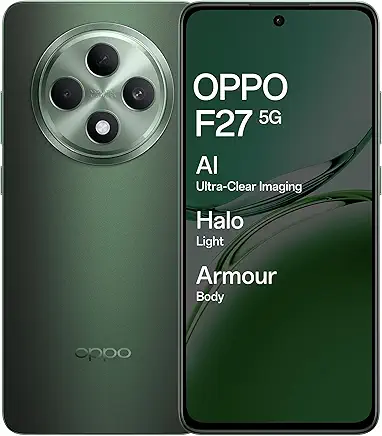 OPPO
F27 5G
AI
Ultra-Clear Imaging
Halo
Light
Armour
Body
oppo